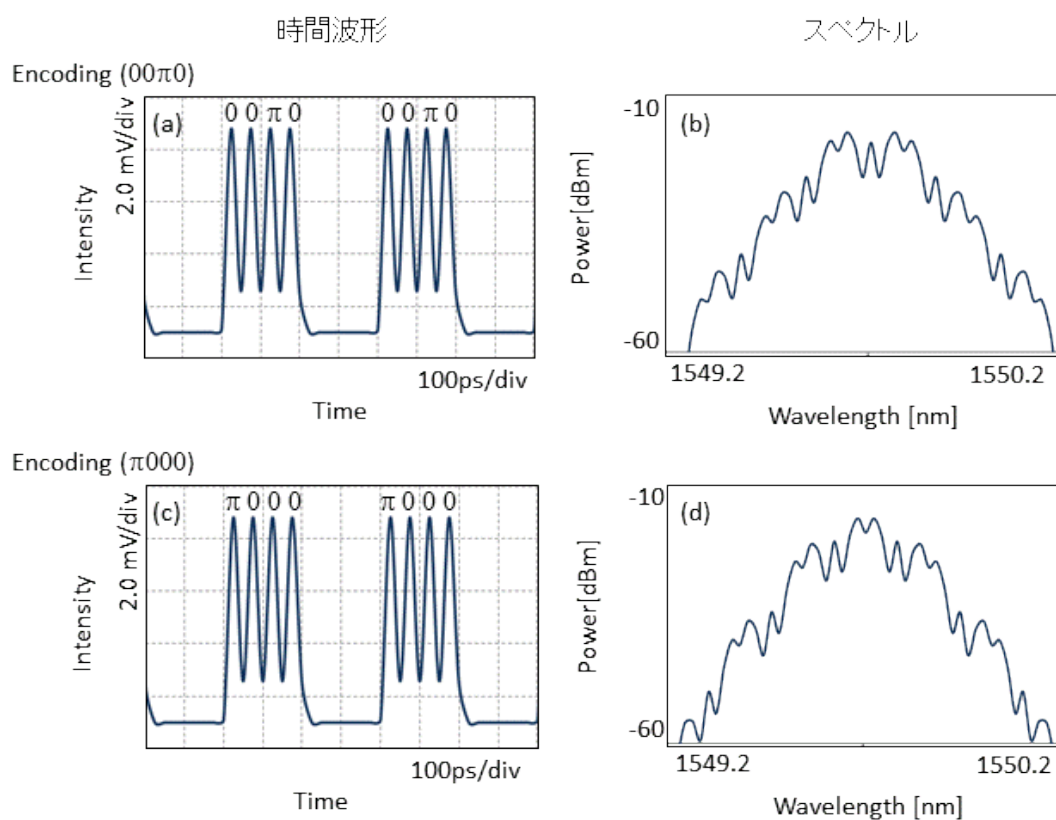 時間波形
スペクトル
Encoding (00π0)
(a)
0 0 π 0
0 0 π 0
Intensity
2.0 mV/div
100ps/div
Time
(b)
-10
-60
Power[dBm]
1549.2
1550.2
Wavelength [nm]
Encoding (π000)
(c)
π 0 0 0
π 0 0 0
Intensity
2.0 mV/div
100ps/div
Time
(d)
-10
-60
Power[dBm]
1549.2
1550.2
Wavelength [nm]